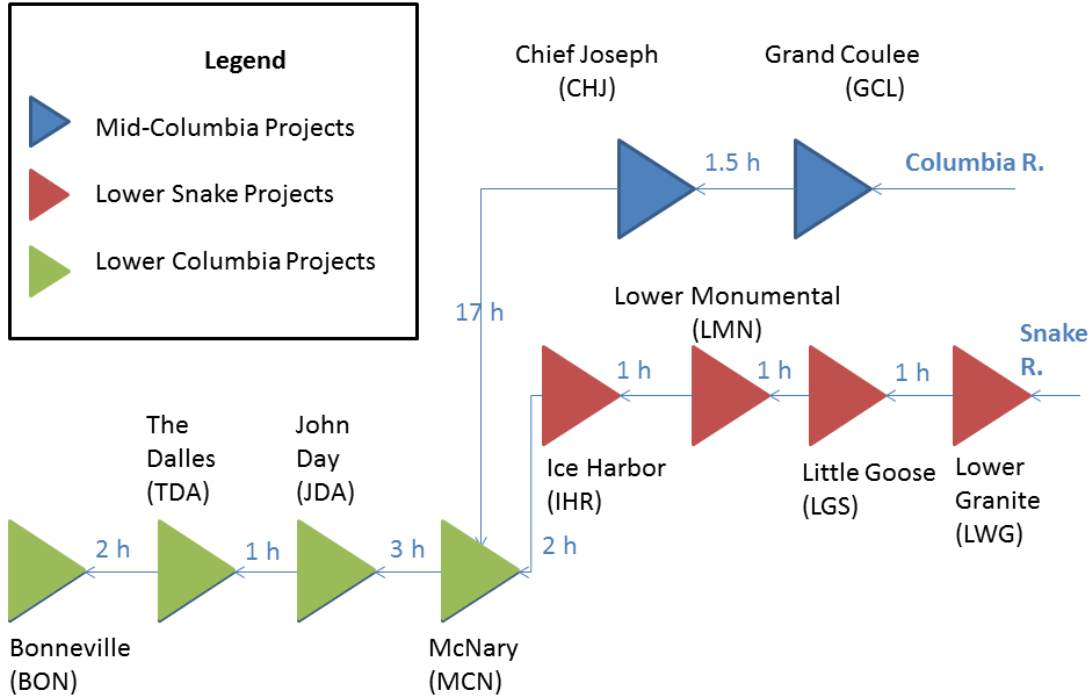 Legend
Mid-Columbia Projects
Lower Snake Projects
Lower Columbia Projects
Chief Joseph
(CHJ)
Grand Coulee
(GCL)
1.5 h
Columbia R.
17 h
Lower Monumental
(LMN)
Snake
R.
1 h
1 h
1 h
Ice Harbor
(IHR)
Little Goose
(LGS)
Lower
Granite
(LWG)
The
Dalles
(TDA)
John
Day
(JDA)
2 h
1 h
3 h
2 h
Bonneville
(BON)
McNary
(MCN)